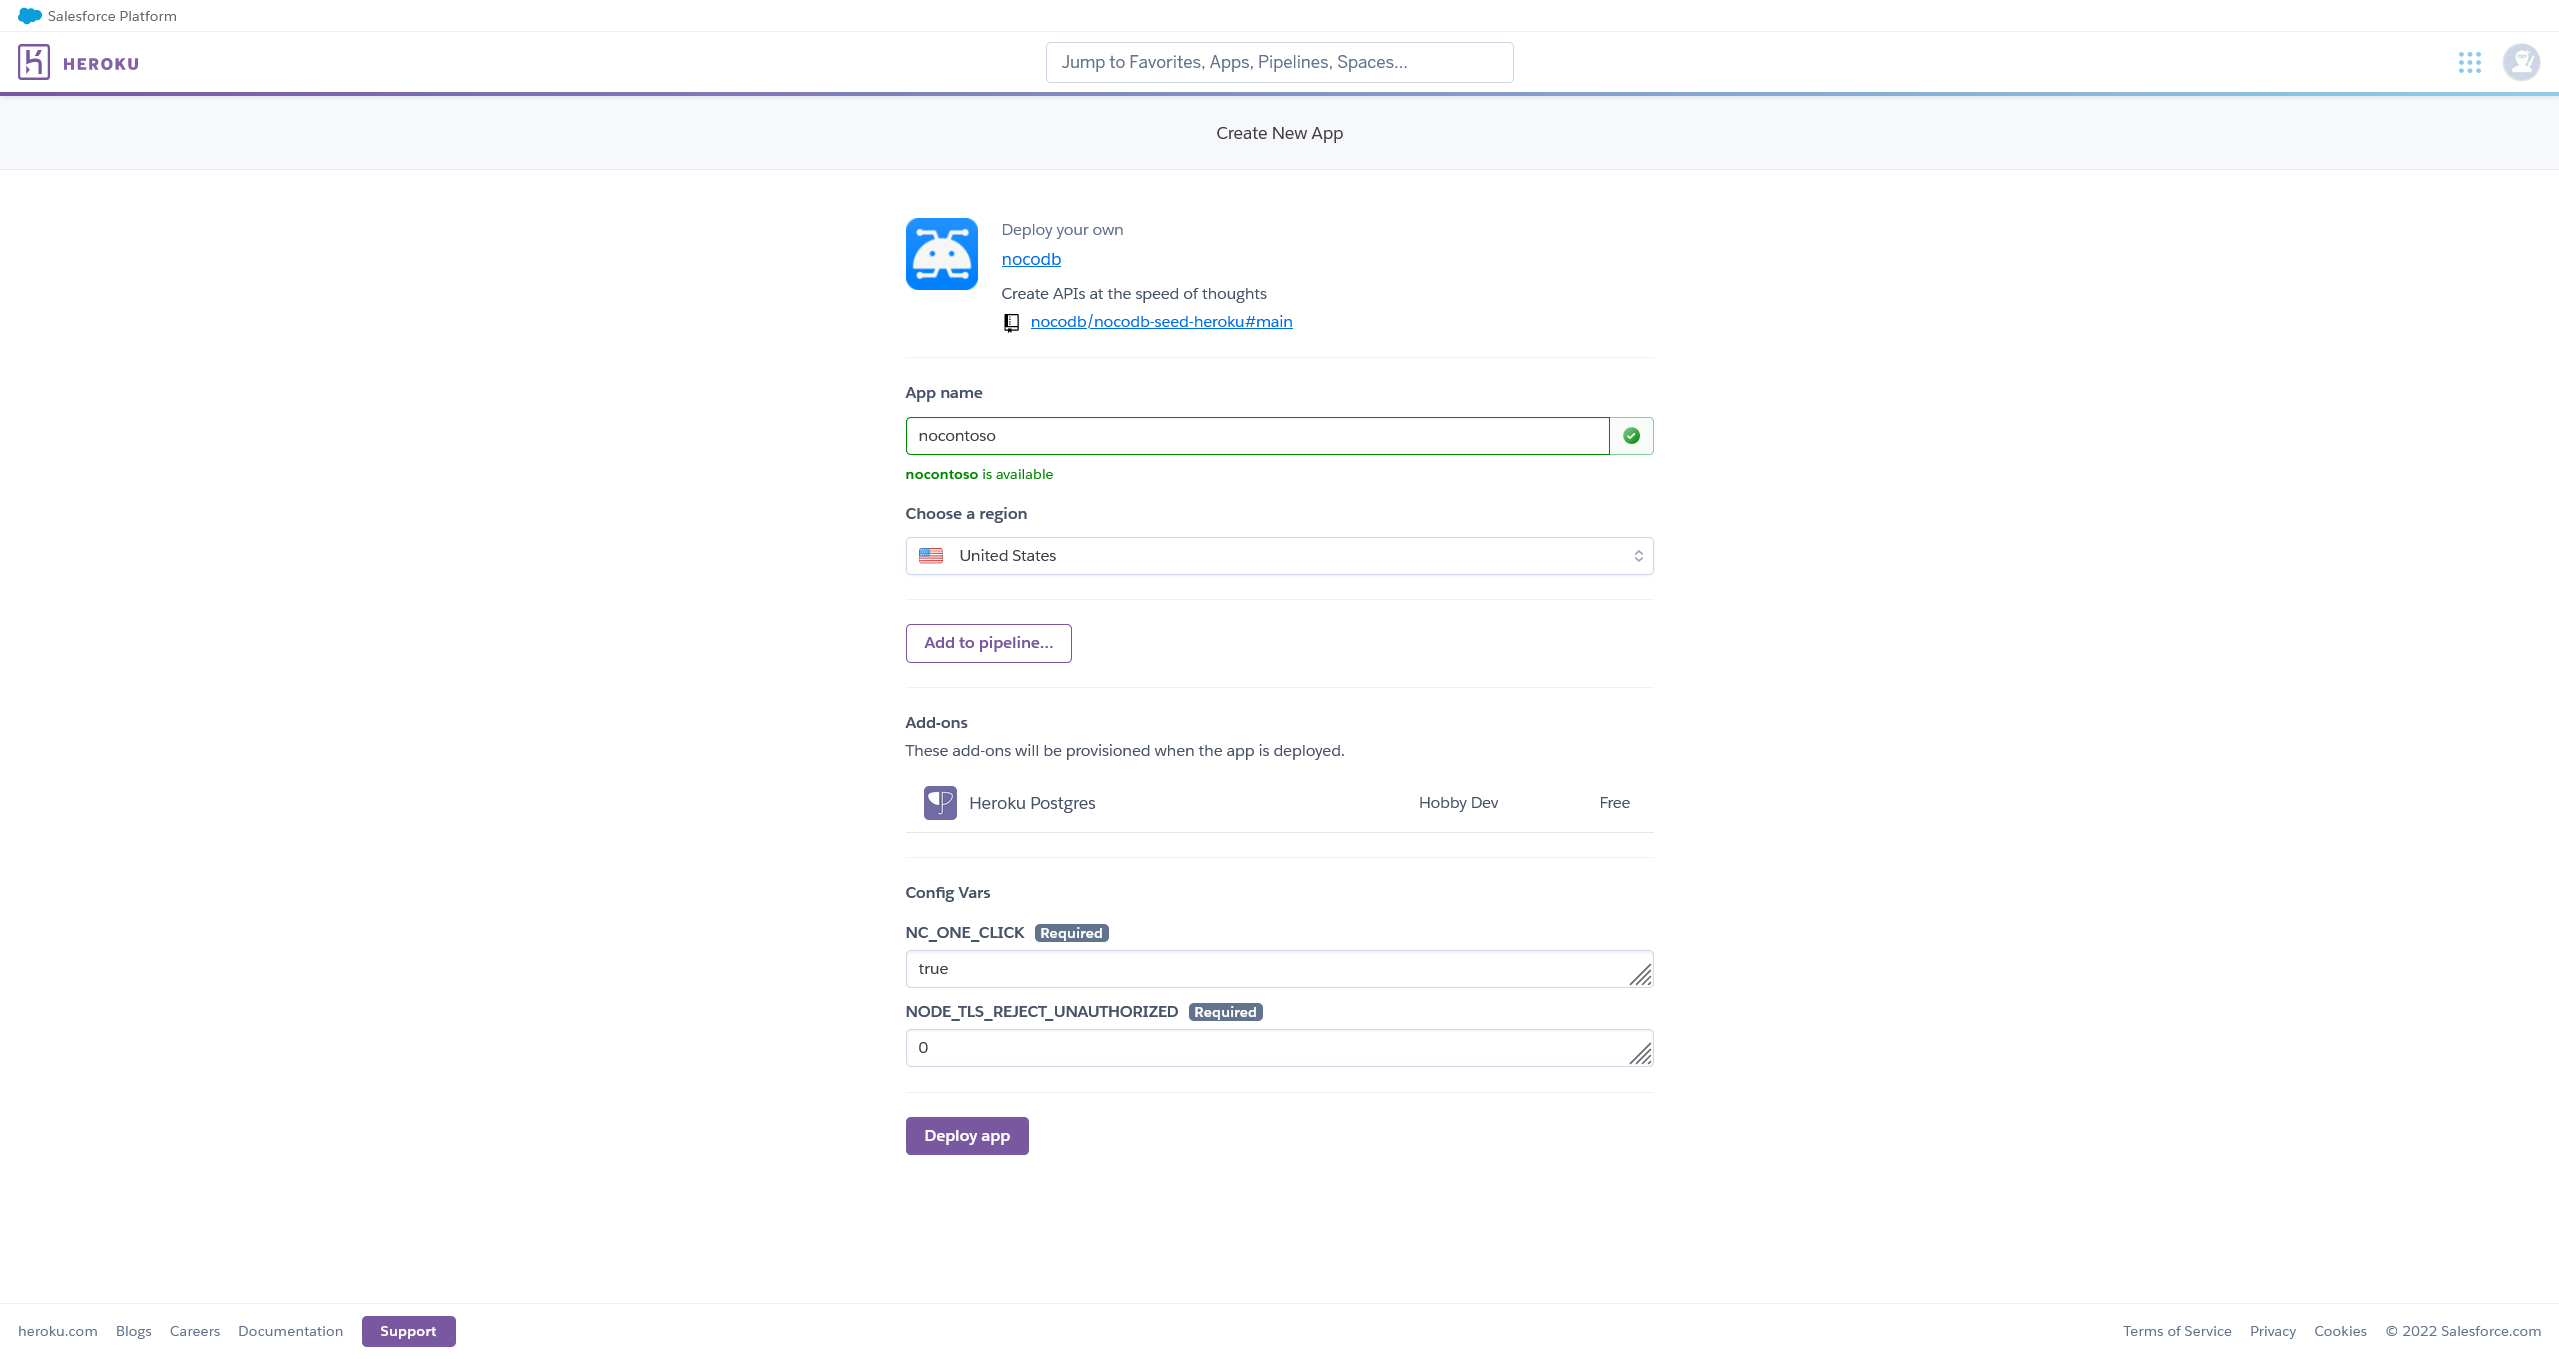 Salesforce Platform
HEROKU
Jump to Favorites, Apps, Pipelines, Spaces...
Create New App
Deploy your own
nocodb
Create APIs at the speed of thoughts
nocodb/nocodb-seed-heroku#main
App name
nocontoso
nocontoso is available
Choose a region
United States
Add to pipeline...
Add-ons
These add-ons will be provisioned when the app is deployed.
Heroku Postgres Hobby Dev Free
Config Vars
NC_ONE_CLICK Required
true
NODE_TLS_REJECT_UNAUTHORIZED Required
0
Deploy app
heroku.com Blogs Careers Documentation Support Terms of Service Privacy Cookies © 2022 Salesforce.com